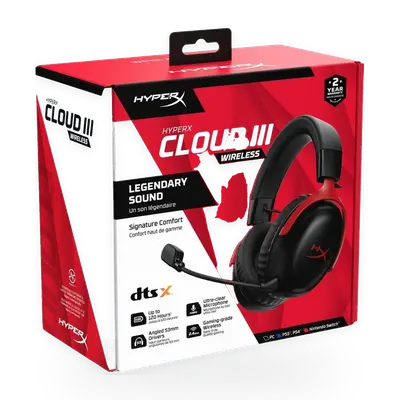 HYPERX
2
YEAR
WARRANTY
HYPERX
CLOUD III
WIRELESS
HYPERX
CLOUD III
WIRELESS
LEGENDARY
SOUND
Un son légendaire
Signature Comfort
Confort haut de gamme
dts X
Up to
120 Hours
Ultra-clear
Microphone
Angled 53mm
Drivers
Gaming-grade
Wireless
PC PS5 PS4 Nintendo Switch
HYPERX